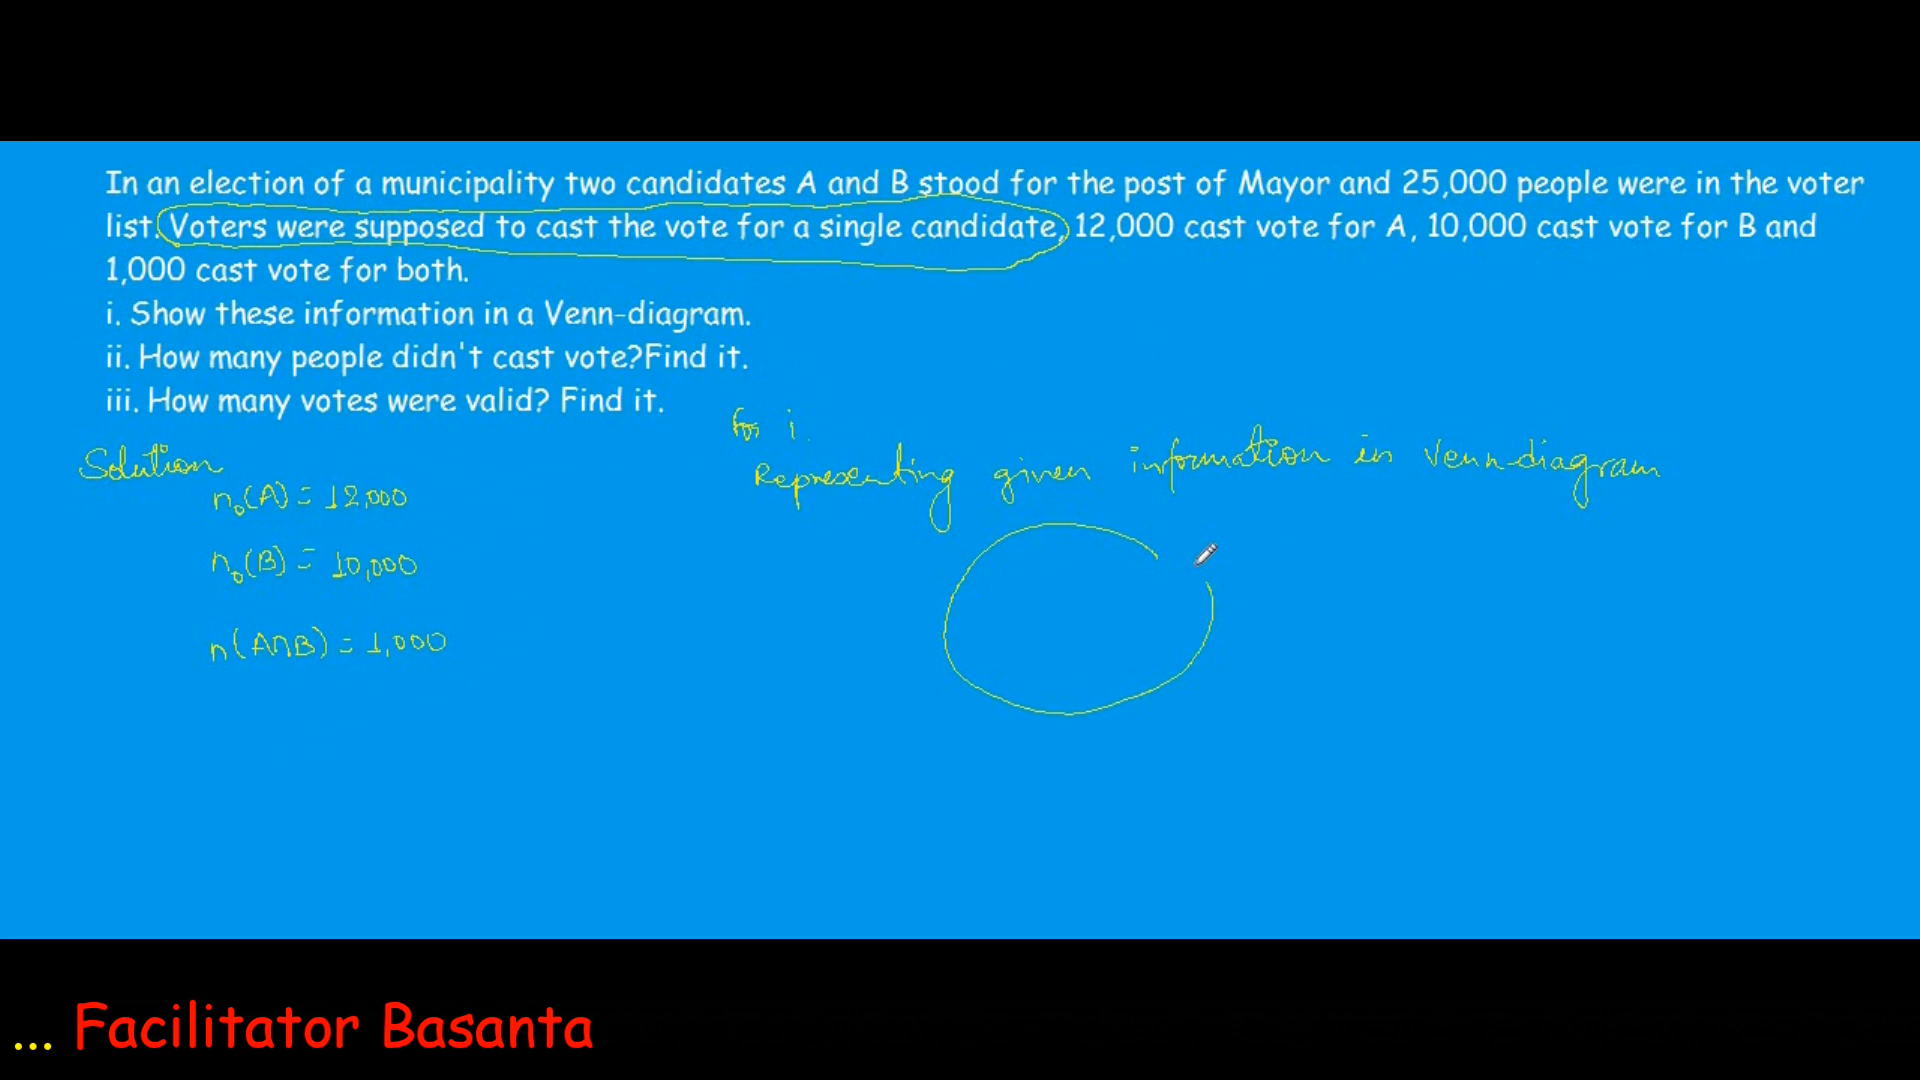 In an election of a municipality two candidates A and B stood for the post of Mayor and 25,000 people were in the voter
list. Voters were supposed to cast the vote for a single candidate, 12,000 cast vote for A, 10,000 cast vote for B and
1,000 cast vote for both.
i. Show these information in a Venn-diagram.
ii. How many people didn't cast vote?Find it.
iii. How many votes were valid? Find it.
for i.
Representing given information in Venn-diagram
Solution
n₀(A) = 12,000
n₀(B) = 10,000
n(A∩B) = 1,000
... Facilitator Basanta